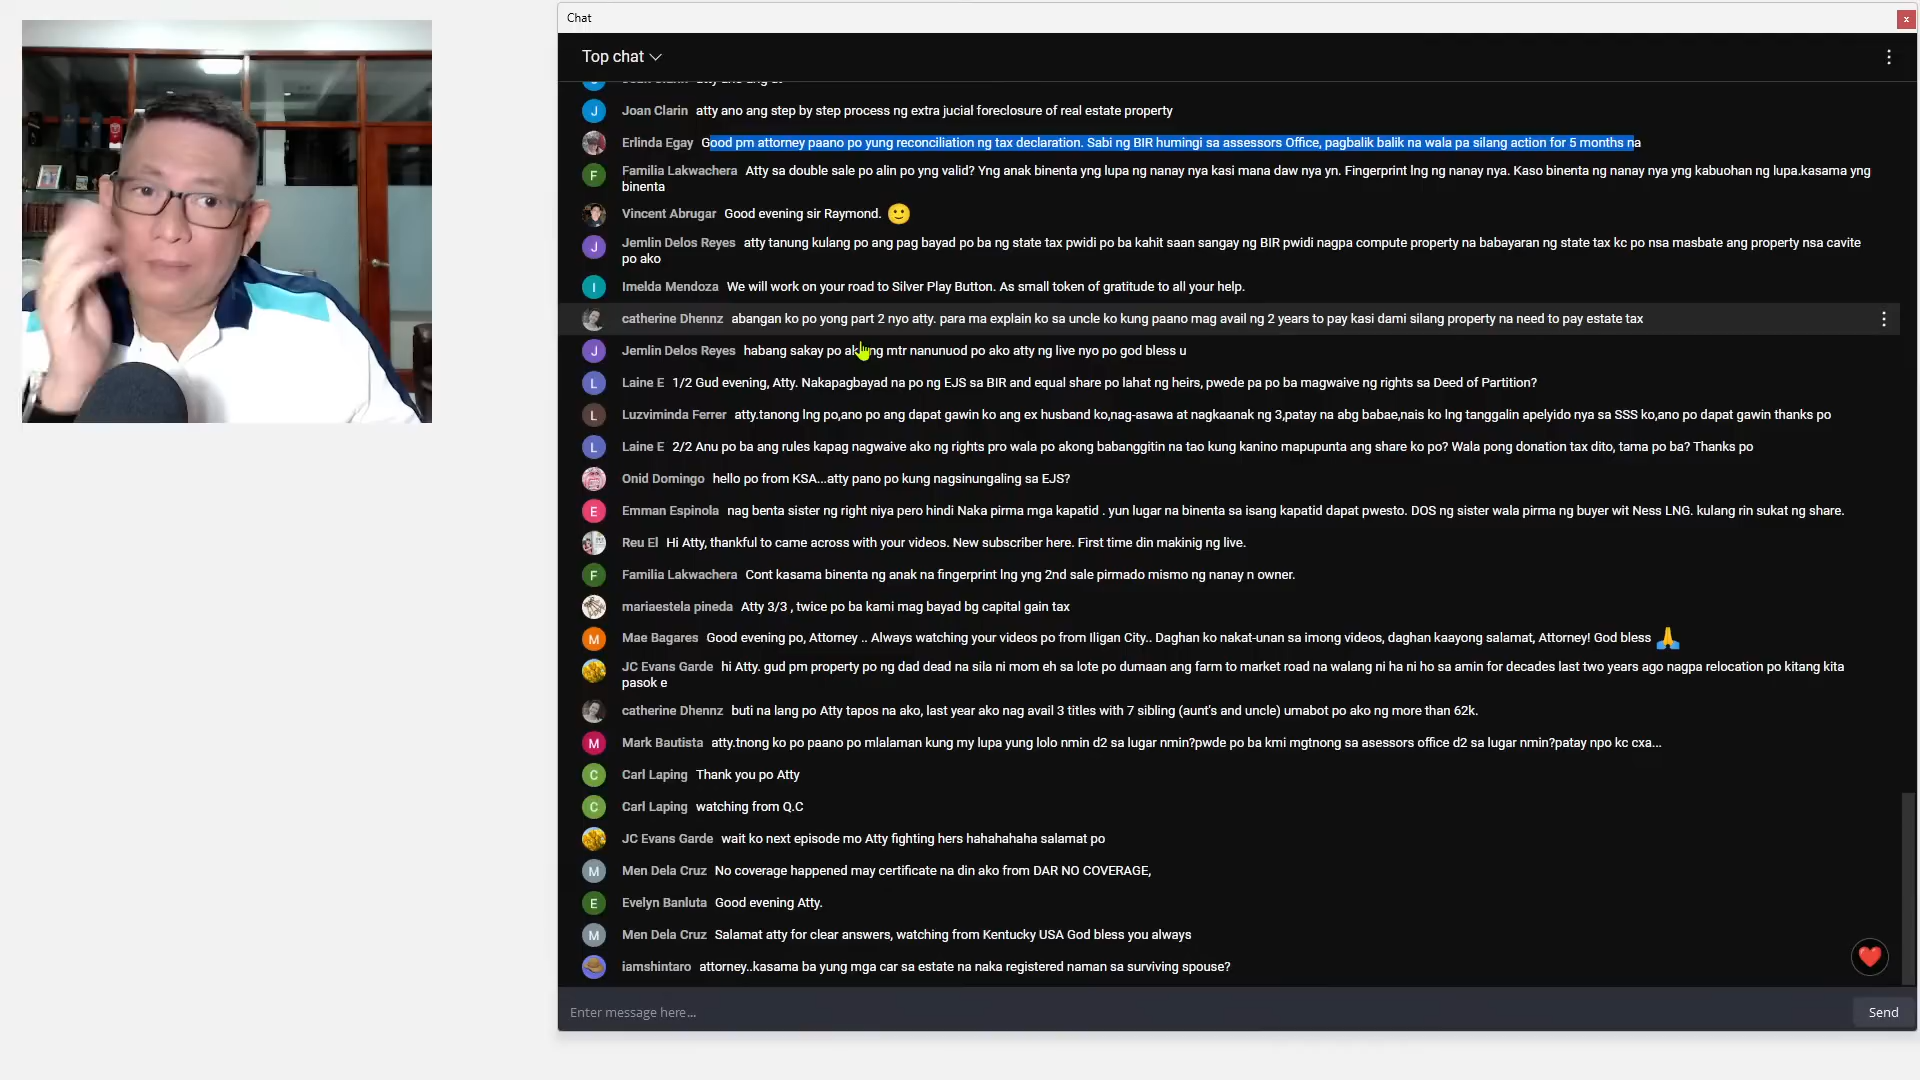 Chat
Top chat
Joan Clarin atty ano ang step by step process ng extra jucial foreclosure of real estate property
Erlinda Egay Good pm attorney paano po yung reconciliation ng tax declaration. Sabi ng BIR humingi sa assessors Office, pagbalik balik na wala pa silang action for 5 months na
F Familia Lakwachera Atty sa double sale po alin po yng valid? Yng anak binenta yng lupa ng nanay nya kasi mana daw nya yn. Fingerprint lng ng nanay nya. Kaso binenta ng nanay nya yng kabuohan ng lupa.kasama yng
binenta
Vincent Abrugar Good evening sir Raymond. 🙂
J Jemlin Delos Reyes atty tanung kulang po ang pag bayad po ba ng state tax pwidi po ba kahit saan sangay ng BIR pwidi nagpa compute property na babayaran ng state tax kc po nsa masbate ang property nsa cavite
po ako
I Imelda Mendoza We will work on your road to Silver Play Button. As small token of gratitude to all your help.
catherine Dhennz abangan ko po yong part 2 nyo atty. para ma explain ko sa uncle ko kung paano mag avail ng 2 years to pay kasi dami silang property na need to pay estate tax
J Jemlin Delos Reyes habang sakay po ak ng mtr nanunuod po ako atty ng live nyo po god bless u
L Laine E 1/2 Gud evening, Atty. Nakapagbayad na po ng EJS sa BIR and equal share po lahat ng heirs, pwede pa po ba magwaive ng rights sa Deed of Partition?
L Luzviminda Ferrer atty.tanong lng po,ano po ang dapat gawin ko ang ex husband ko,nag-asawa at nagkaanak ng 3,patay na abg babae,nais ko lng tanggalin apelyido nya sa SSS ko,ano po dapat gawin thanks po
L Laine E 2/2 Anu po ba ang rules kapag nagwaive ako ng rights pro wala po akong babanggitin na tao kung kanino mapupunta ang share ko po? Wala pong donation tax dito, tama po ba? Thanks po
Onid Domingo hello po from KSA...atty pano po kung nagsinungaling sa EJS?
E Emman Espinola nag benta sister ng right niya pero hindi Naka pirma mga kapatid . yun lugar na binenta sa isang kapatid dapat pwesto. DOS ng sister wala pirma ng buyer wit Ness LNG. kulang rin sukat ng share.
Reu El Hi Atty, thankful to came across with your videos. New subscriber here. First time din makinig ng live.
F Familia Lakwachera Cont kasama binenta ng anak na fingerprint lng yng 2nd sale pirmado mismo ng nanay n owner.
mariaestela pineda Atty 3/3 , twice po ba kami mag bayad bg capital gain tax
M Mae Bagares Good evening po, Attorney .. Always watching your videos po from Iligan City.. Daghan ko nakat-unan sa imong videos, daghan kaayong salamat, Attorney! God bless 🙏
JC Evans Garde hi Atty. gud pm property po ng dad dead na sila ni mom eh sa lote po dumaan ang farm to market road na walang ni ha ni ho sa amin for decades last two years ago nagpa relocation po kitang kita
pasok e
catherine Dhennz buti na lang po Atty tapos na ako, last year ako nag avail 3 titles with 7 sibling (aunt's and uncle) umabot po ako ng more than 62k.
M Mark Bautista atty.tnong ko po paano po mlalaman kung my lupa yung lolo nmin d2 sa lugar nmin?pwde po ba kmi mgtnong sa asessors office d2 sa lugar nmin?patay npo kc cxa...
C Carl Laping Thank you po Atty
C Carl Laping watching from Q.C
JC Evans Garde wait ko next episode mo Atty fighting hers hahahahaha salamat po
M Men Dela Cruz No coverage happened may certificate na din ako from DAR NO COVERAGE,
E Evelyn Banluta Good evening Atty.
M Men Dela Cruz Salamat atty for clear answers, watching from Kentucky USA God bless you always
iamshintaro attorney..kasama ba yung mga car sa estate na naka registered naman sa surviving spouse?
Enter message here...
Send